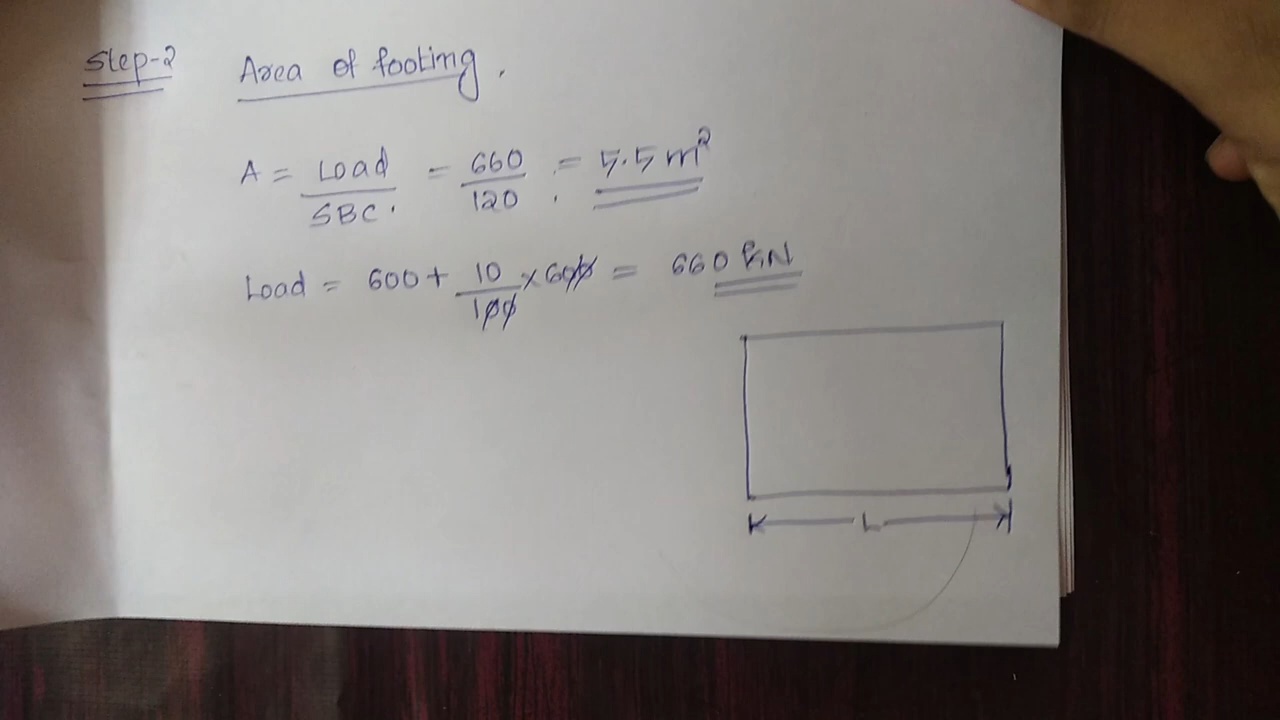 Step-2 Area of footing.
A = Load/SBC. = 660/120 = 5.5 m²
Load = 600 + 10/100 × 600 = 660 KN
L